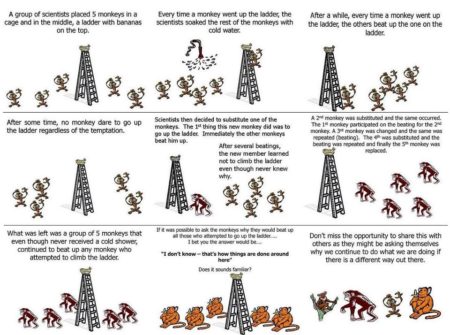 A group of scientists placed 5 monkeys in a
cage and in the middle, a ladder with bananas
on the top.
Every time a monkey went up the ladder, the
scientists soaked the rest of the monkeys with
cold water.
After a while, every time a monkey went up
the ladder, the others beat up the one on the
ladder.
After some time, no monkey dare to go up
the ladder regardless of the temptation.
Scientists then decided to substitute one of the
monkeys. The 1st thing this new monkey did was to
go up the ladder. Immediately the other monkeys
beat him up.
After several beatings,
the new member learned
not to climb the ladder
even though never knew
why.
A 2nd monkey was substituted and the same occurred.
The 1st monkey participated on the beating for the 2nd
monkey. A 3rd monkey was changed and the same was
repeated (beating). The 4th was substituted and the
beating was repeated and finally the 5th monkey was
replaced.
What was left was a group of 5 monkeys that
even though never received a cold shower,
continued to beat up any monkey who
attempted to climb the ladder.
If it was possible to ask the monkeys why they would beat up
all those who attempted to go up the ladder....
I bet you the answer would be....
"I don't know – that's how things are done around
here"
Does it sounds familiar?
Don't miss the opportunity to share this with
others as they might be asking themselves
why we continue to do what we are doing if
there is a different way out there.